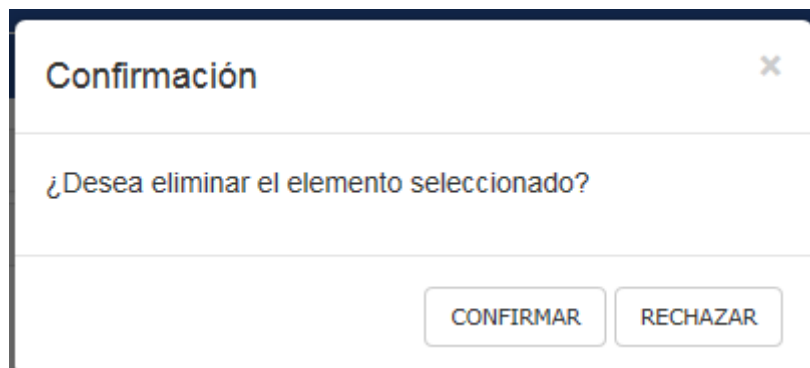 Confirmación
×
¿Desea eliminar el elemento seleccionado?
CONFIRMAR RECHAZAR